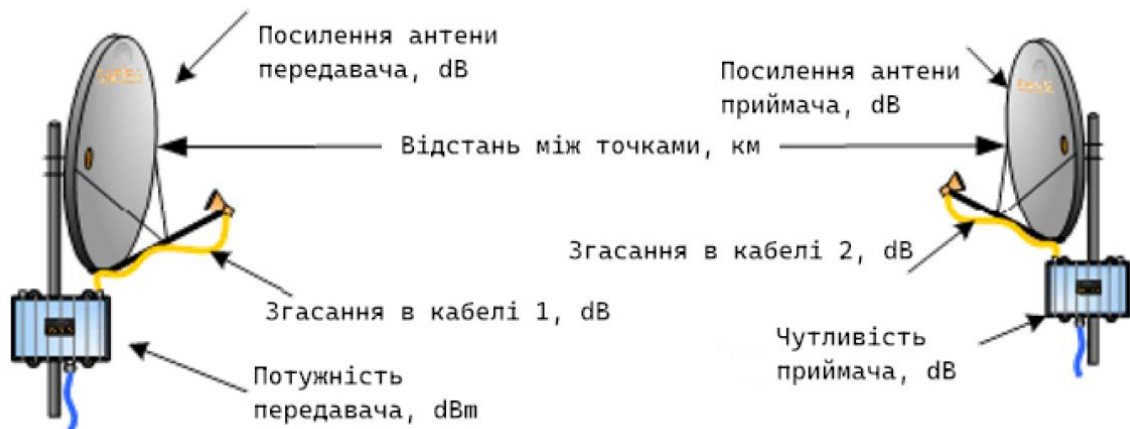 Посилення антени
передавача, dB
Посилення антени
приймача, dB
Відстань між точками, км
Згасання в кабелі 2, dB
Згасання в кабелі 1, dB
Чутливість
приймача, dB
Потужність
передавача, dBm